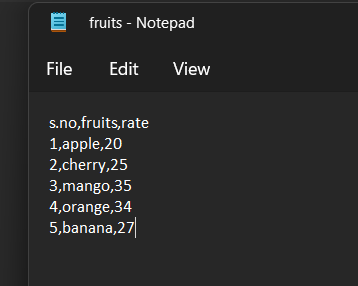 fruits - Notepad
File Edit View
s.no,fruits,rate
1,apple,20
2,cherry,25
3,mango,35
4,orange,34
5,banana,27